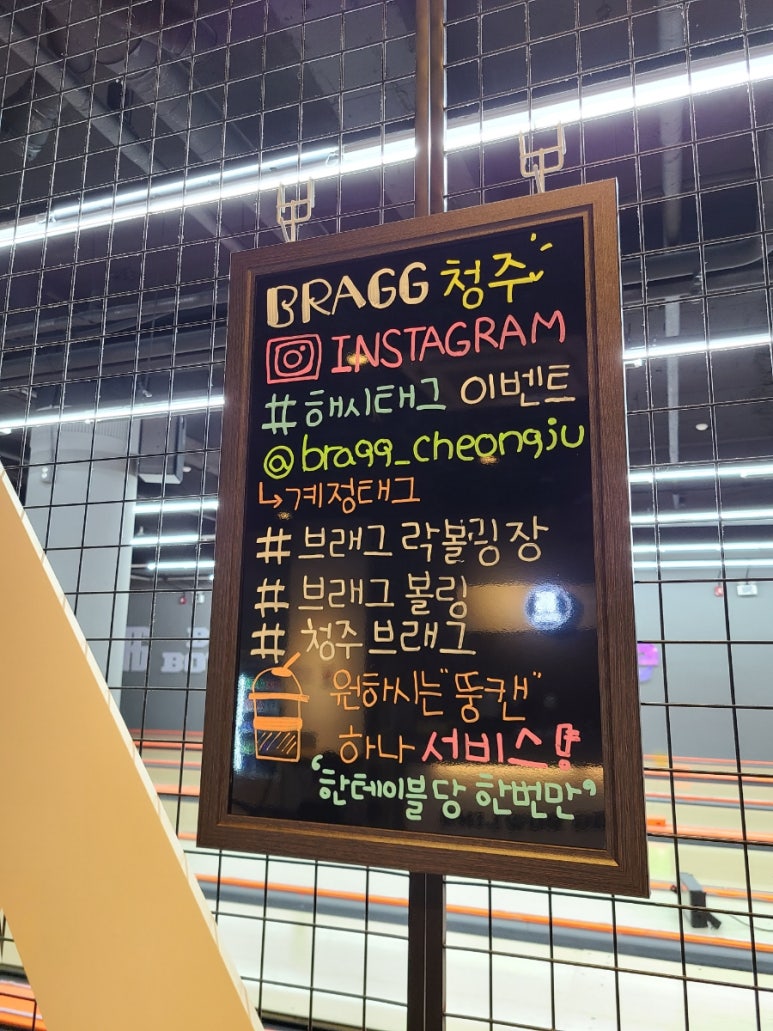 BRAGG 청주
INSTAGRAM
#해시태그 이벤트
@bragg_cheongju
↳계정태그
#브래그 락볼링장
#브래그 볼링
#청주브래그
원하시는 "뚱캔"
하나 서비스!
'한테이블당 한번만'